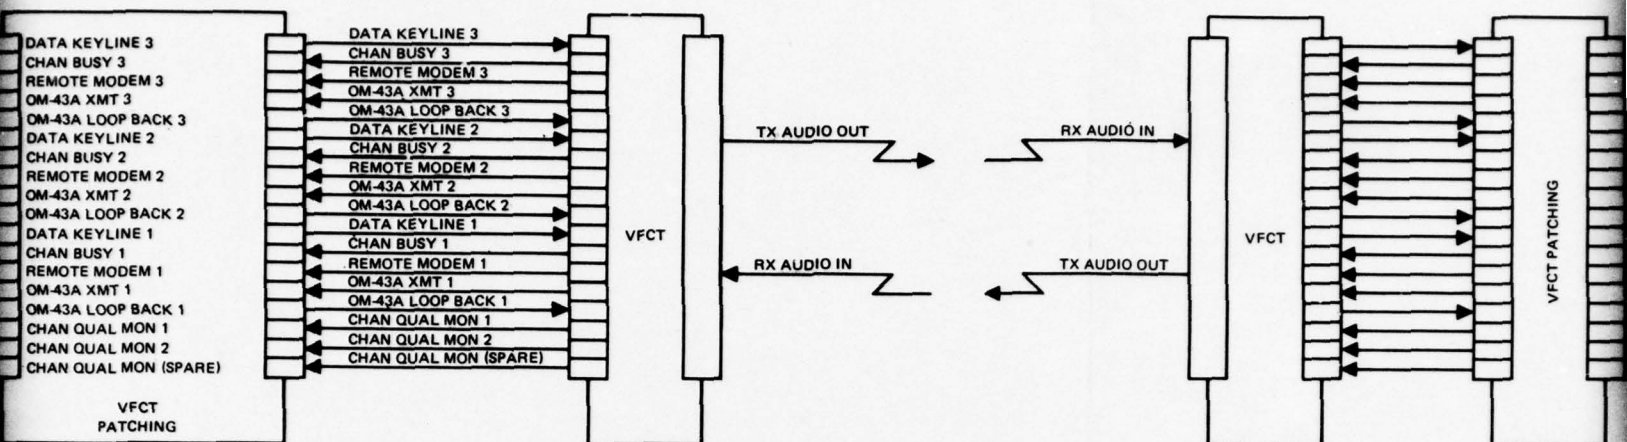 DATA KEYLINE 3
CHAN BUSY 3
REMOTE MODEM 3
OM-43A XMT 3
OM-43A LOOP BACK 3
DATA KEYLINE 2
CHAN BUSY 2
REMOTE MODEM 2
OM-43A XMT 2
OM-43A LOOP BACK 2
DATA KEYLINE 1
CHAN BUSY 1
REMOTE MODEM 1
OM-43A XMT 1
OM-43A LOOP BACK 1
CHAN QUAL MON 1
CHAN QUAL MON 2
CHAN QUAL MON (SPARE)
VFCT
PATCHING
DATA KEYLINE 3
CHAN BUSY 3
REMOTE MODEM 3
OM-43A XMT 3
OM-43A LOOP BACK 3
DATA KEYLINE 2
CHAN BUSY 2
REMOTE MODEM 2
OM-43A XMT 2
OM-43A LOOP BACK 2
DATA KEYLINE 1
CHAN BUSY 1
REMOTE MODEM 1
OM-43A XMT 1
OM-43A LOOP BACK 1
CHAN QUAL MON 1
CHAN QUAL MON 2
CHAN QUAL MON (SPARE)
VFCT
TX AUDIO OUT
RX AUDIO IN
RX AUDIO IN
TX AUDIO OUT
VFCT
VFCT PATCHING